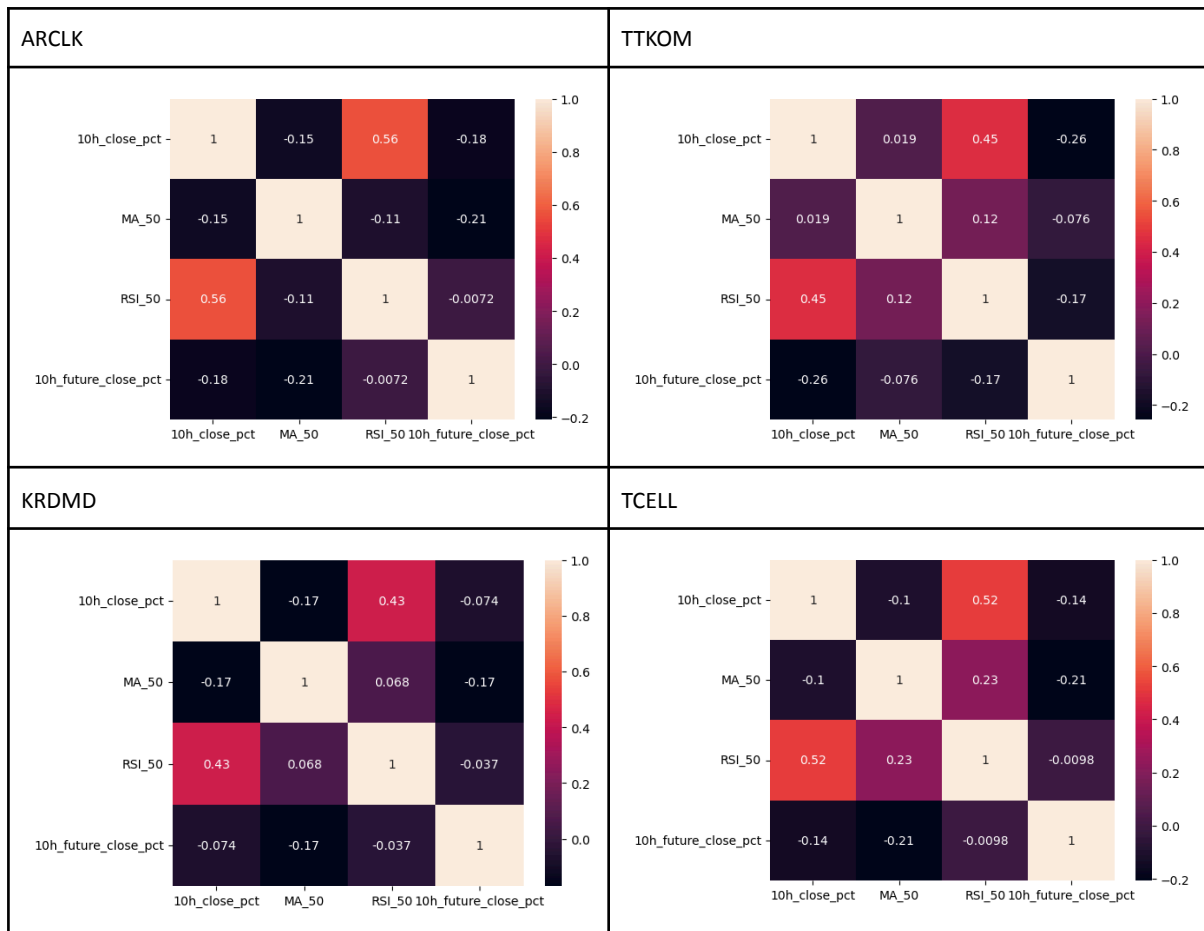 ARCLK
TTKOM
10h_close_pct 1 -0.15 0.56 -0.18
MA_50 -0.15 1 -0.11 -0.21
RSI_50 0.56 -0.11 1 -0.0072
10h_future_close_pct -0.18 -0.21 -0.0072 1
10h_close_pct MA_50 RSI_50 10h_future_close_pct
1.0
0.8
0.6
0.4
0.2
0.0
−0.2
10h_close_pct 1 0.019 0.45 -0.26
MA_50 0.019 1 0.12 -0.076
RSI_50 0.45 0.12 1 -0.17
10h_future_close_pct -0.26 -0.076 -0.17 1
10h_close_pct MA_50 RSI_50 10h_future_close_pct
1.0
0.8
0.6
0.4
0.2
0.0
−0.2
KRDMD
TCELL
10h_close_pct 1 -0.17 0.43 -0.074
MA_50 -0.17 1 0.068 -0.17
RSI_50 0.43 0.068 1 -0.037
10h_future_close_pct -0.074 -0.17 -0.037 1
10h_close_pct MA_50 RSI_50 10h_future_close_pct
1.0
0.8
0.6
0.4
0.2
0.0
10h_close_pct 1 -0.1 0.52 -0.14
MA_50 -0.1 1 0.23 -0.21
RSI_50 0.52 0.23 1 -0.0098
10h_future_close_pct -0.14 -0.21 -0.0098 1
10h_close_pct MA_50 RSI_50 10h_future_close_pct
1.0
0.8
0.6
0.4
0.2
0.0
−0.2